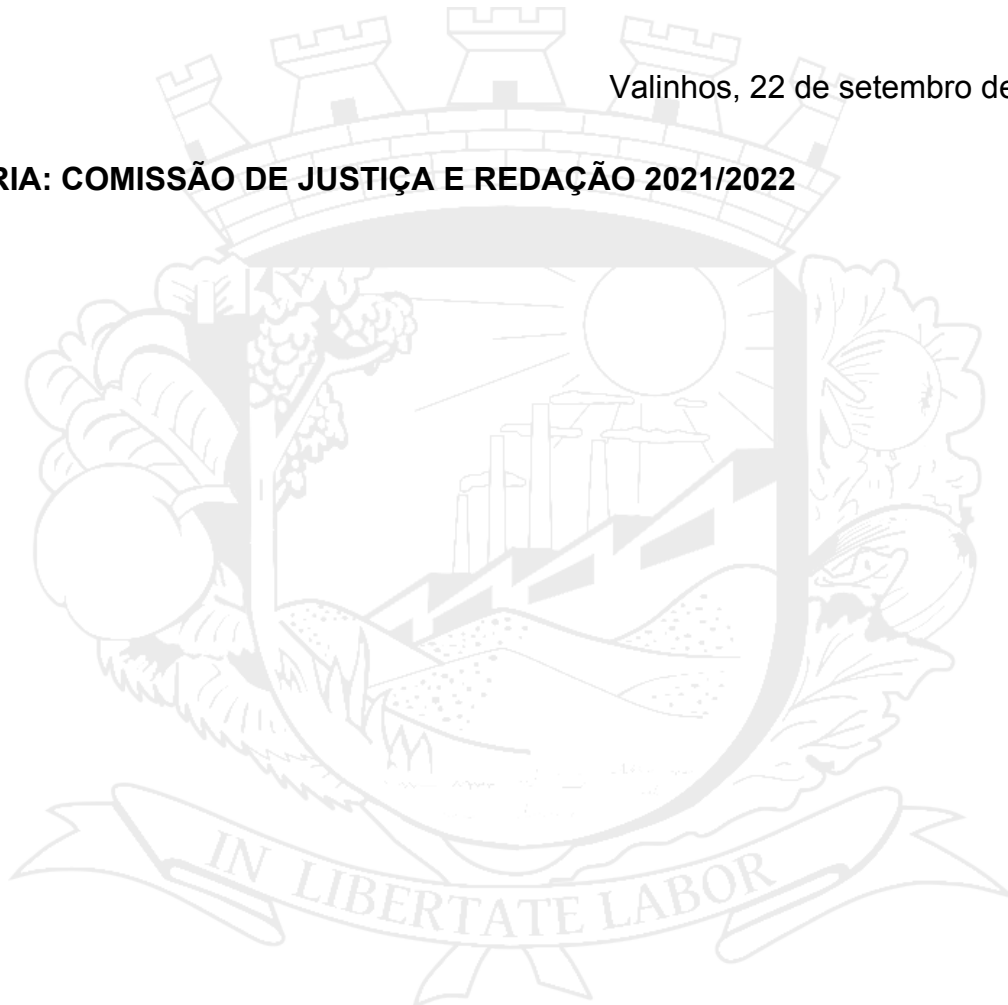 Valinhos, 22 de setembro de
RIA: COMISSÃO DE JUSTIÇA E REDAÇÃO 2021/2022
IN LIBERTATE LABOR